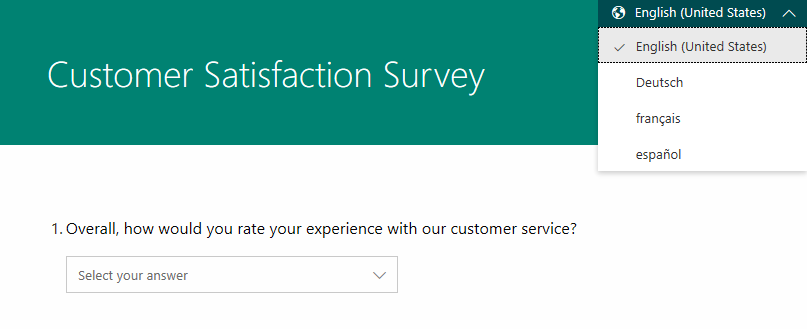 English (United States)
English (United States)
Deutsch
français
español
Customer Satisfaction Survey
1. Overall, how would you rate your experience with our customer service?
Select your answer